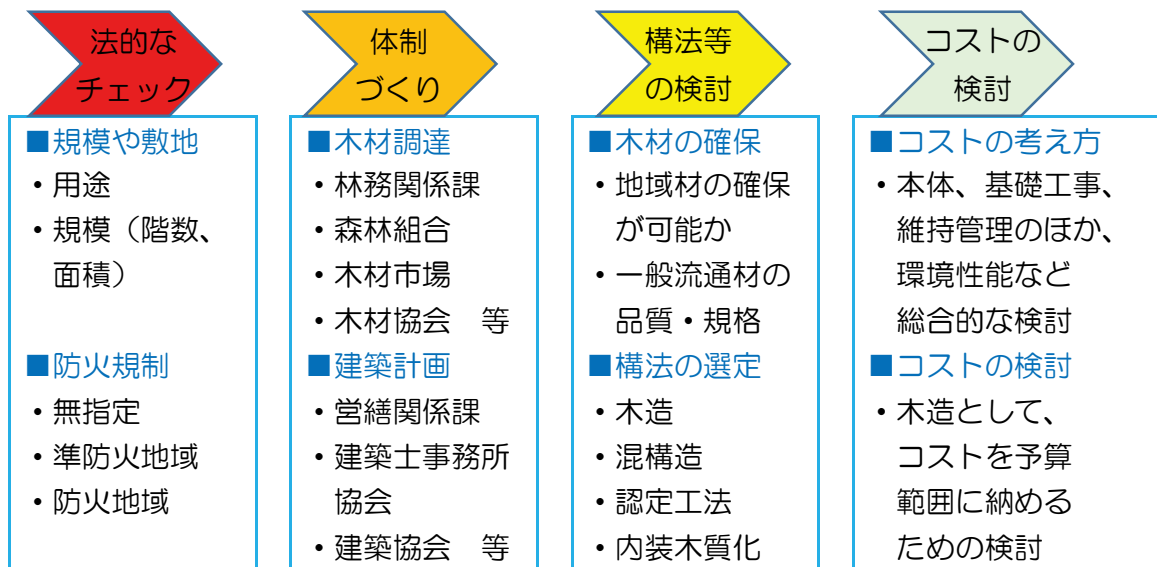 法的な
チェック
■規模や敷地
・用途
・規模（階数、
面積）
■防火規制
・無指定
・準防火地域
・防火地域
体制
づくり
■木材調達
・林務関係課
・森林組合
・木材市場
・木材協会　等
■建築計画
・営繕関係課
・建築士事務所
協会
・建築協会　等
構法等
の検討
■木材の確保
・地域材の確保
が可能か
・一般流通材の
品質・規格
■構法の選定
・木造
・混構造
・認定工法
・内装木質化
コストの
検討
■コストの考え方
・本体、基礎工事、
維持管理のほか、
環境性能など
総合的な検討
■コストの検討
・木造として、
コストを予算
範囲に納める
ための検討